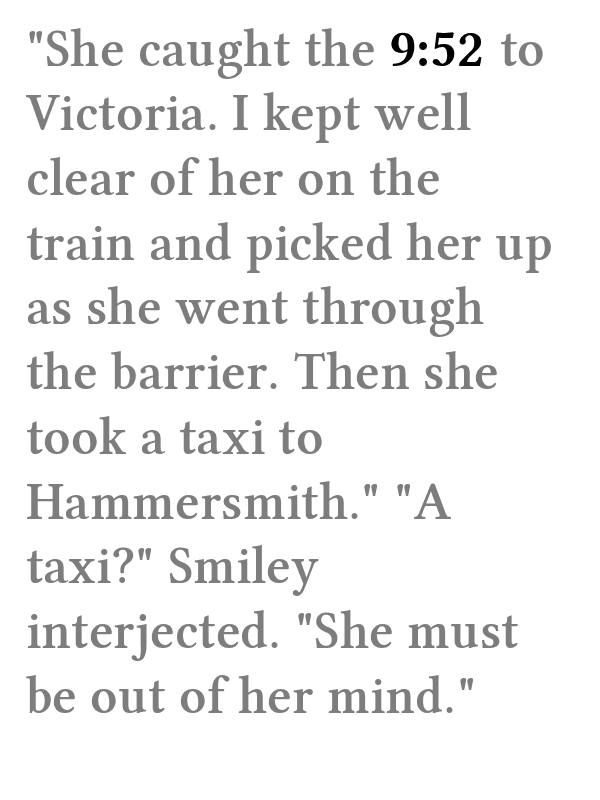 "She caught the 9:52 to
Victoria. I kept well
clear of her on the
train and picked her up
as she went through
the barrier. Then she
took a taxi to
Hammersmith." "A
taxi?" Smiley
interjected. "She must
be out of her mind."